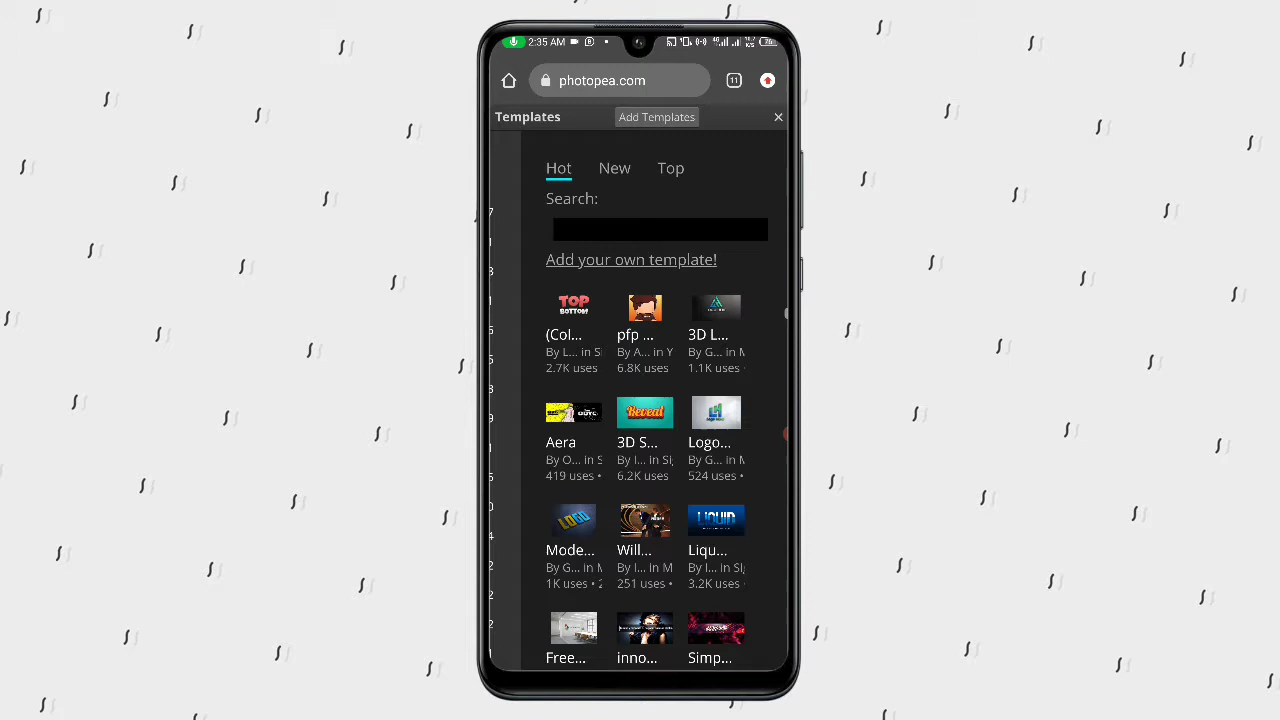 2:35 AM
photopea.com
11
Templates
Add Templates
Hot New Top
Search:
Add your own template!
TOP
BOTTOM
(Col... pfp ... 3D L...
By L... in S By A... in Y By G... in M
2.7K uses 6.8K uses 1.1K uses •
Reveal
Aera 3D S... Logo...
By O... in S By I... in Si By G... in M
419 uses • 6.2K uses 524 uses •
LOGO LIQUID
Mode... Will... Liqu...
By G... in M By I... in M By I... in Si
1K uses • 2 251 uses • 3.2K uses
Free... inno... Simp...